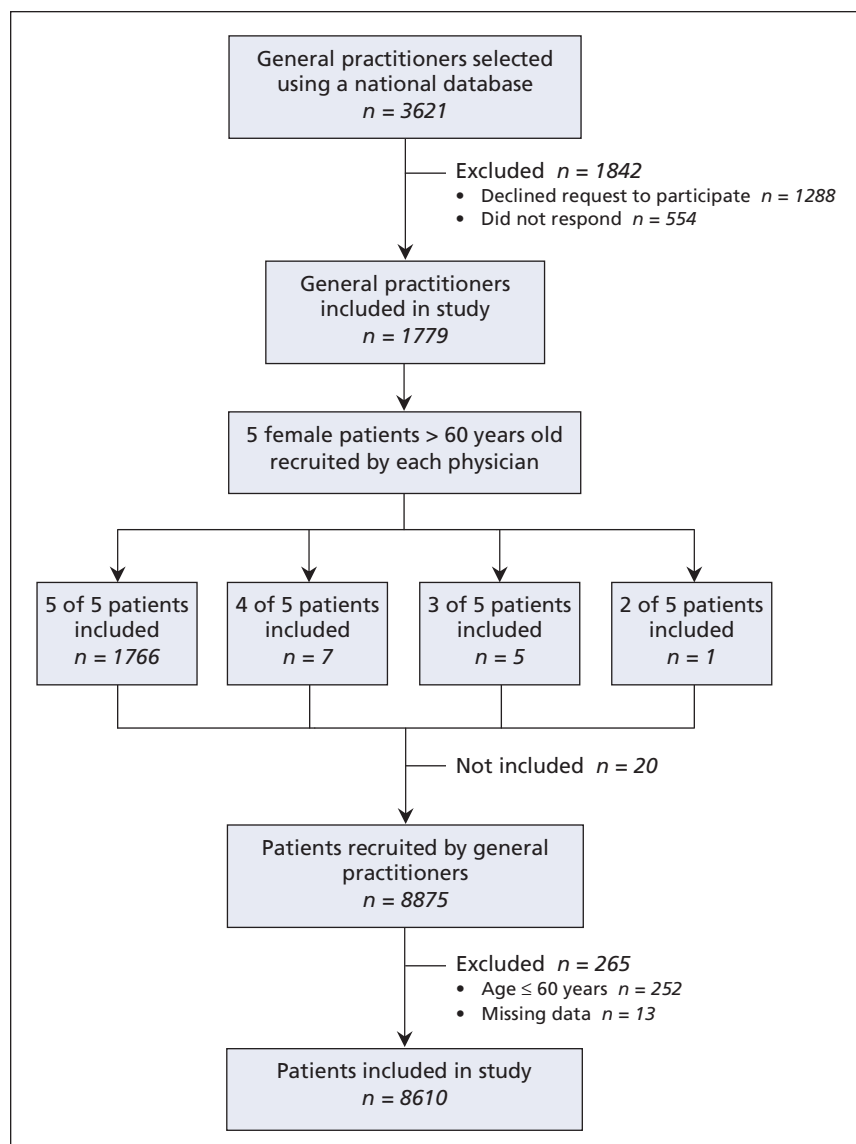 General practitioners selected
using a national database
n = 3621
Excluded n = 1842
• Declined request to participate n = 1288
• Did not respond n = 554
General practitioners
included in study
n = 1779
5 female patients > 60 years old
recruited by each physician
5 of 5 patients
included
n = 1766
4 of 5 patients
included
n = 7
3 of 5 patients
included
n = 5
2 of 5 patients
included
n = 1
Not included n = 20
Patients recruited by general
practitioners
n = 8875
Excluded n = 265
• Age ≤ 60 years n = 252
• Missing data n = 13
Patients included in study
n = 8610